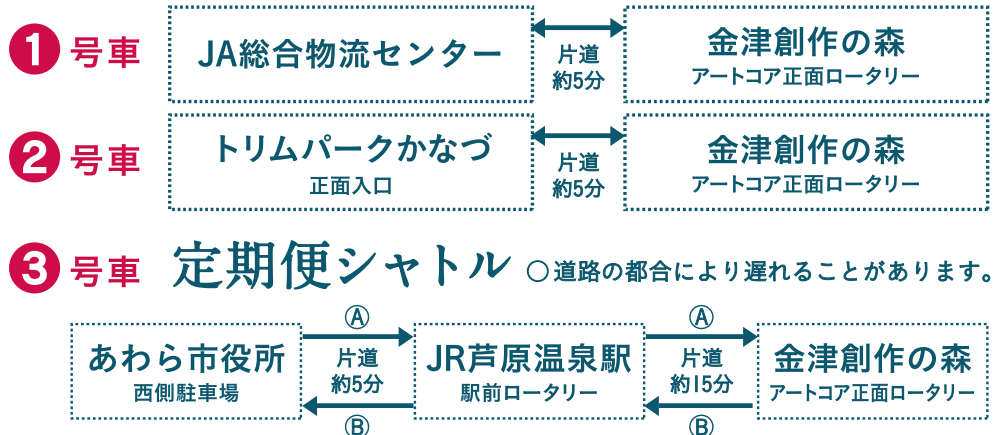 1号車
JA総合物流センター
片道
約5分
金津創作の森
アートコア正面ロータリー
2号車
トリムパークかなづ
正面入口
片道
約5分
金津創作の森
アートコア正面ロータリー
3号車 定期便シャトル ○道路の都合により遅れることがあります。
あわら市役所
西側駐車場
Ⓐ
片道
約5分
Ⓑ
JR芦原温泉駅
駅前ロータリー
Ⓐ
片道
約15分
Ⓑ
金津創作の森
アートコア正面ロータリー